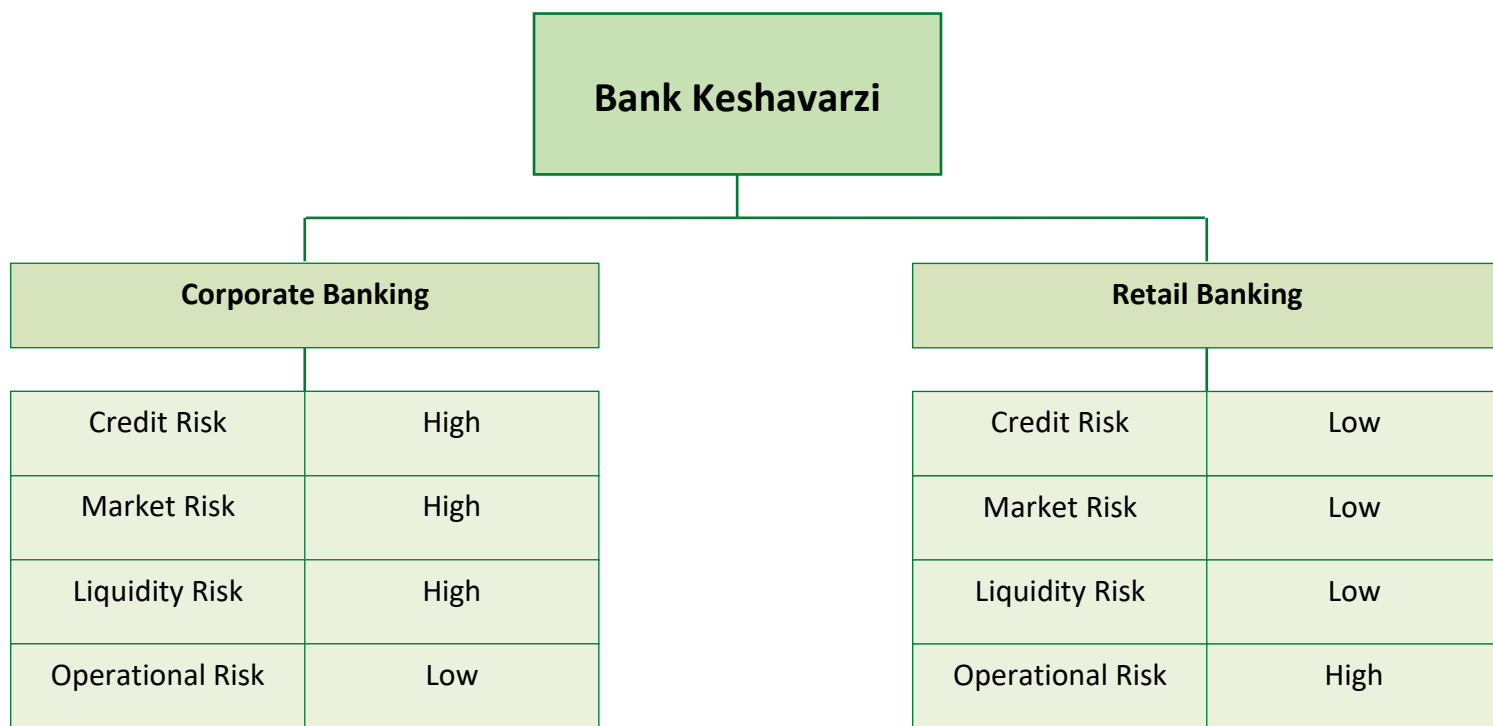 Bank Keshavarzi
Corporate Banking
Credit Risk High
Market Risk High
Liquidity Risk High
Operational Risk Low
Retail Banking
Credit Risk Low
Market Risk Low
Liquidity Risk Low
Operational Risk High